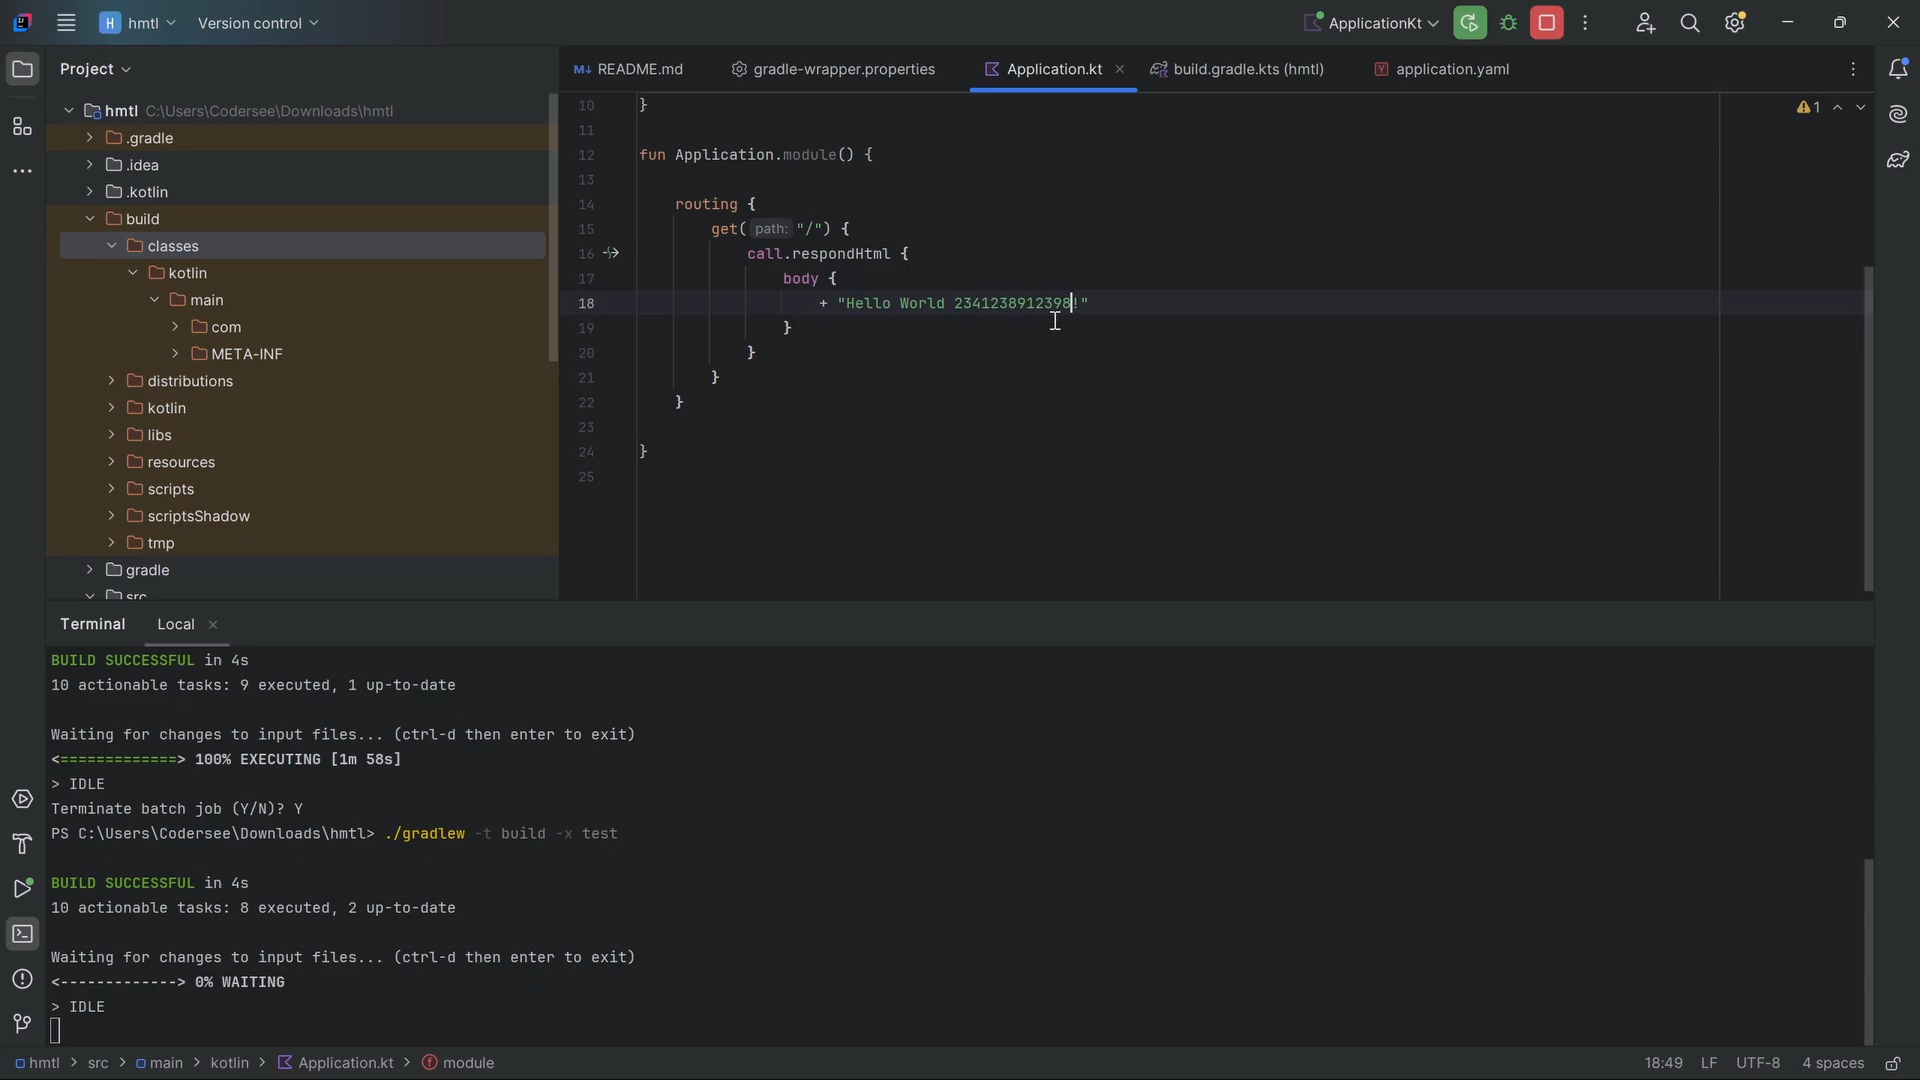 H hmtl Version control ApplicationKt
Project
README.md gradle-wrapper.properties Application.kt build.gradle.kts (hmtl) application.yaml
hmtl C:\Users\Codersee\Downloads\hmtl
.gradle
.idea
.kotlin
build
classes
kotlin
main
com
META-INF
distributions
kotlin
libs
resources
scripts
scriptsShadow
tmp
gradle
src
1
10 }
11
12 fun Application.module() {
13
14 routing {
15 get( path: "/") {
16 call.respondHtml {
17 body {
18 + "Hello World 2341238912398!"
19 }
20 }
21 }
22 }
23
24 }
25
Terminal Local
BUILD SUCCESSFUL in 4s
10 actionable tasks: 9 executed, 1 up-to-date
Waiting for changes to input files... (ctrl-d then enter to exit)
<=============> 100% EXECUTING [1m 58s]
> IDLE
Terminate batch job (Y/N)? Y
PS C:\Users\Codersee\Downloads\hmtl> ./gradlew -t build -x test
BUILD SUCCESSFUL in 4s
10 actionable tasks: 8 executed, 2 up-to-date
Waiting for changes to input files... (ctrl-d then enter to exit)
<-------------> 0% WAITING
> IDLE
hmtl > src > main > kotlin > Application.kt > module 18:49 LF UTF-8 4 spaces